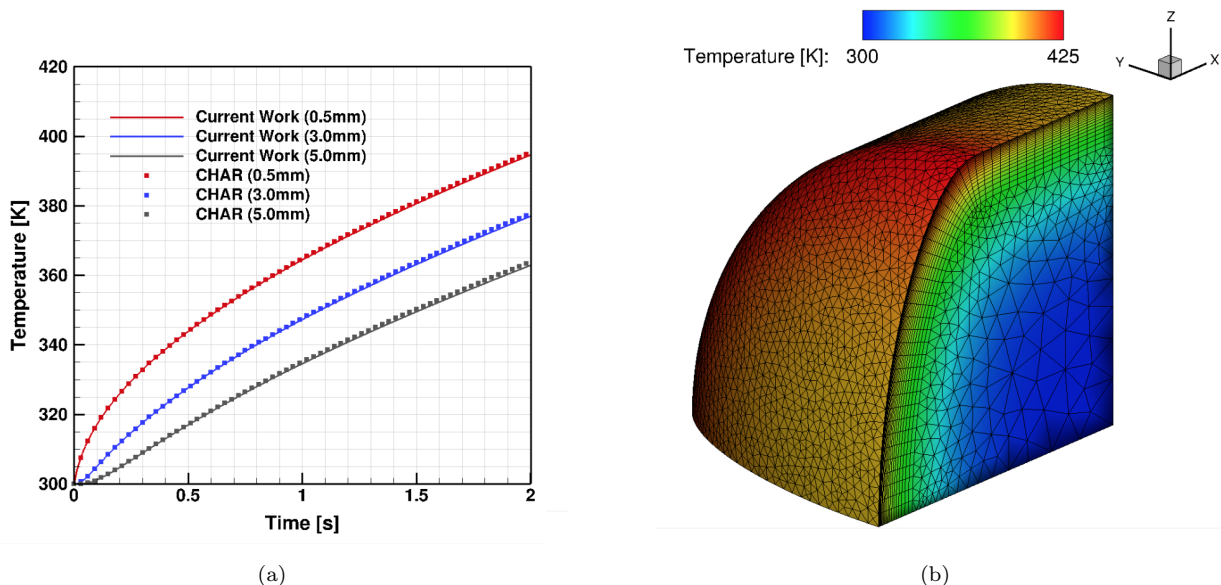 420
400
380
360
340
320
300
Temperature [K]
Current Work (0.5mm)
Current Work (3.0mm)
Current Work (5.0mm)
CHAR (0.5mm)
CHAR (3.0mm)
CHAR (5.0mm)
0 0.5 1 1.5 2
Time [s]
(a)
Temperature [K]: 300 425
Z
Y X
(b)